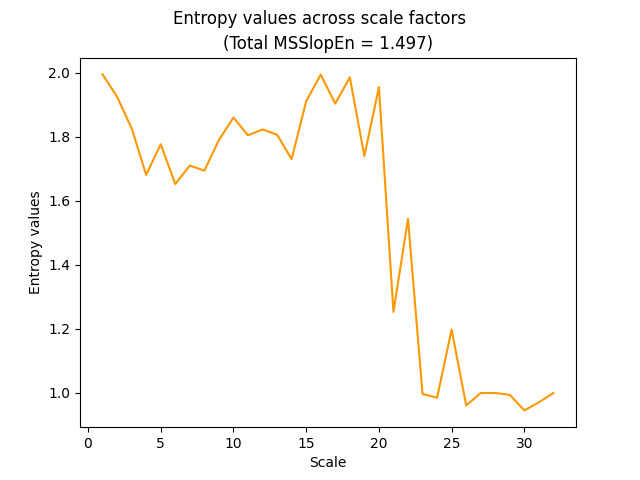 Entropy values across scale factors
(Total MSSlopEn = 1.497)
Entropy values
2.0
1.8
1.6
1.4
1.2
1.0
0 5 10 15 20 25 30
Scale